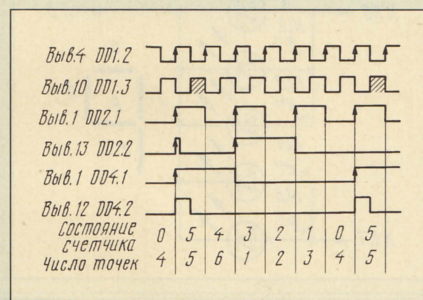 Выв.4 DD1.2
Выв.10 DD1.3
Выв.1 DD2.1
Выв.13 DD2.2
Выв.1 DD4.1
Выв.12 DD4.2
Состояние счетчика 0 5 4 3 2 1 0 5
Число точек 4 5 6 1 2 3 4 5